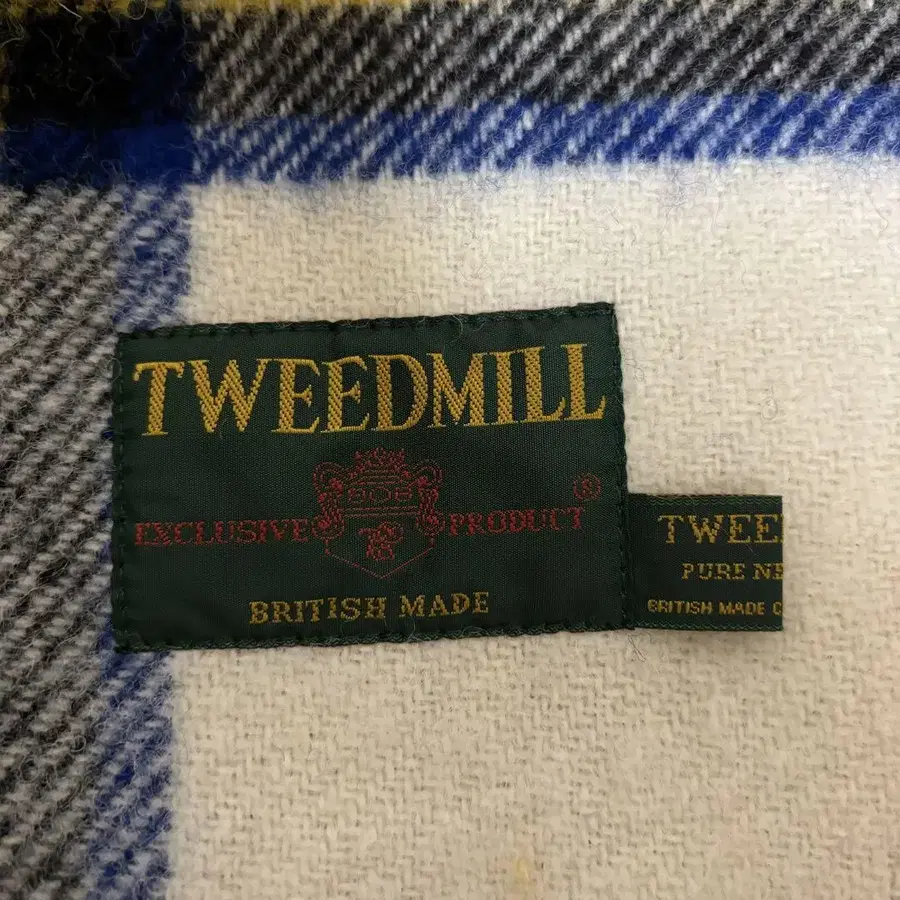 TWEEDMILL
EXCLUSIVE PRODUCT ®
BRITISH MADE
TWEE
PURE NE
BRITISH MADE